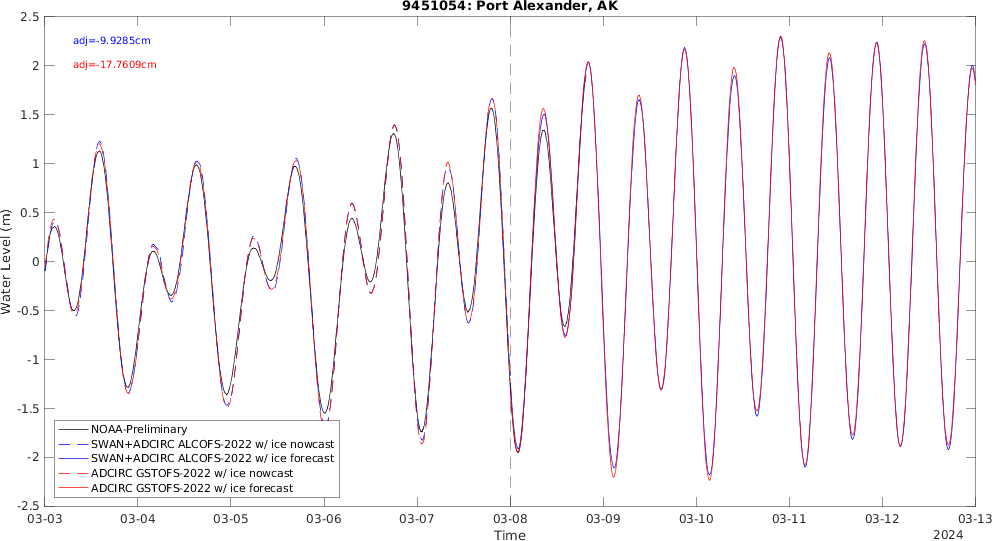 9451054: Port Alexander, AK
adj=-9.9285cm
adj=-17.7609cm
Water Level (m)
2.5
2
1.5
1
0.5
0
-0.5
-1
-1.5
-2
-2.5
NOAA-Preliminary
SWAN+ADCIRC ALCOFS-2022 w/ ice nowcast
SWAN+ADCIRC ALCOFS-2022 w/ ice forecast
ADCIRC GSTOFS-2022 w/ ice nowcast
ADCIRC GSTOFS-2022 w/ ice forecast
03-03 03-04 03-05 03-06 03-07 03-08 03-09 03-10 03-11 03-12 03-13
Time
2024